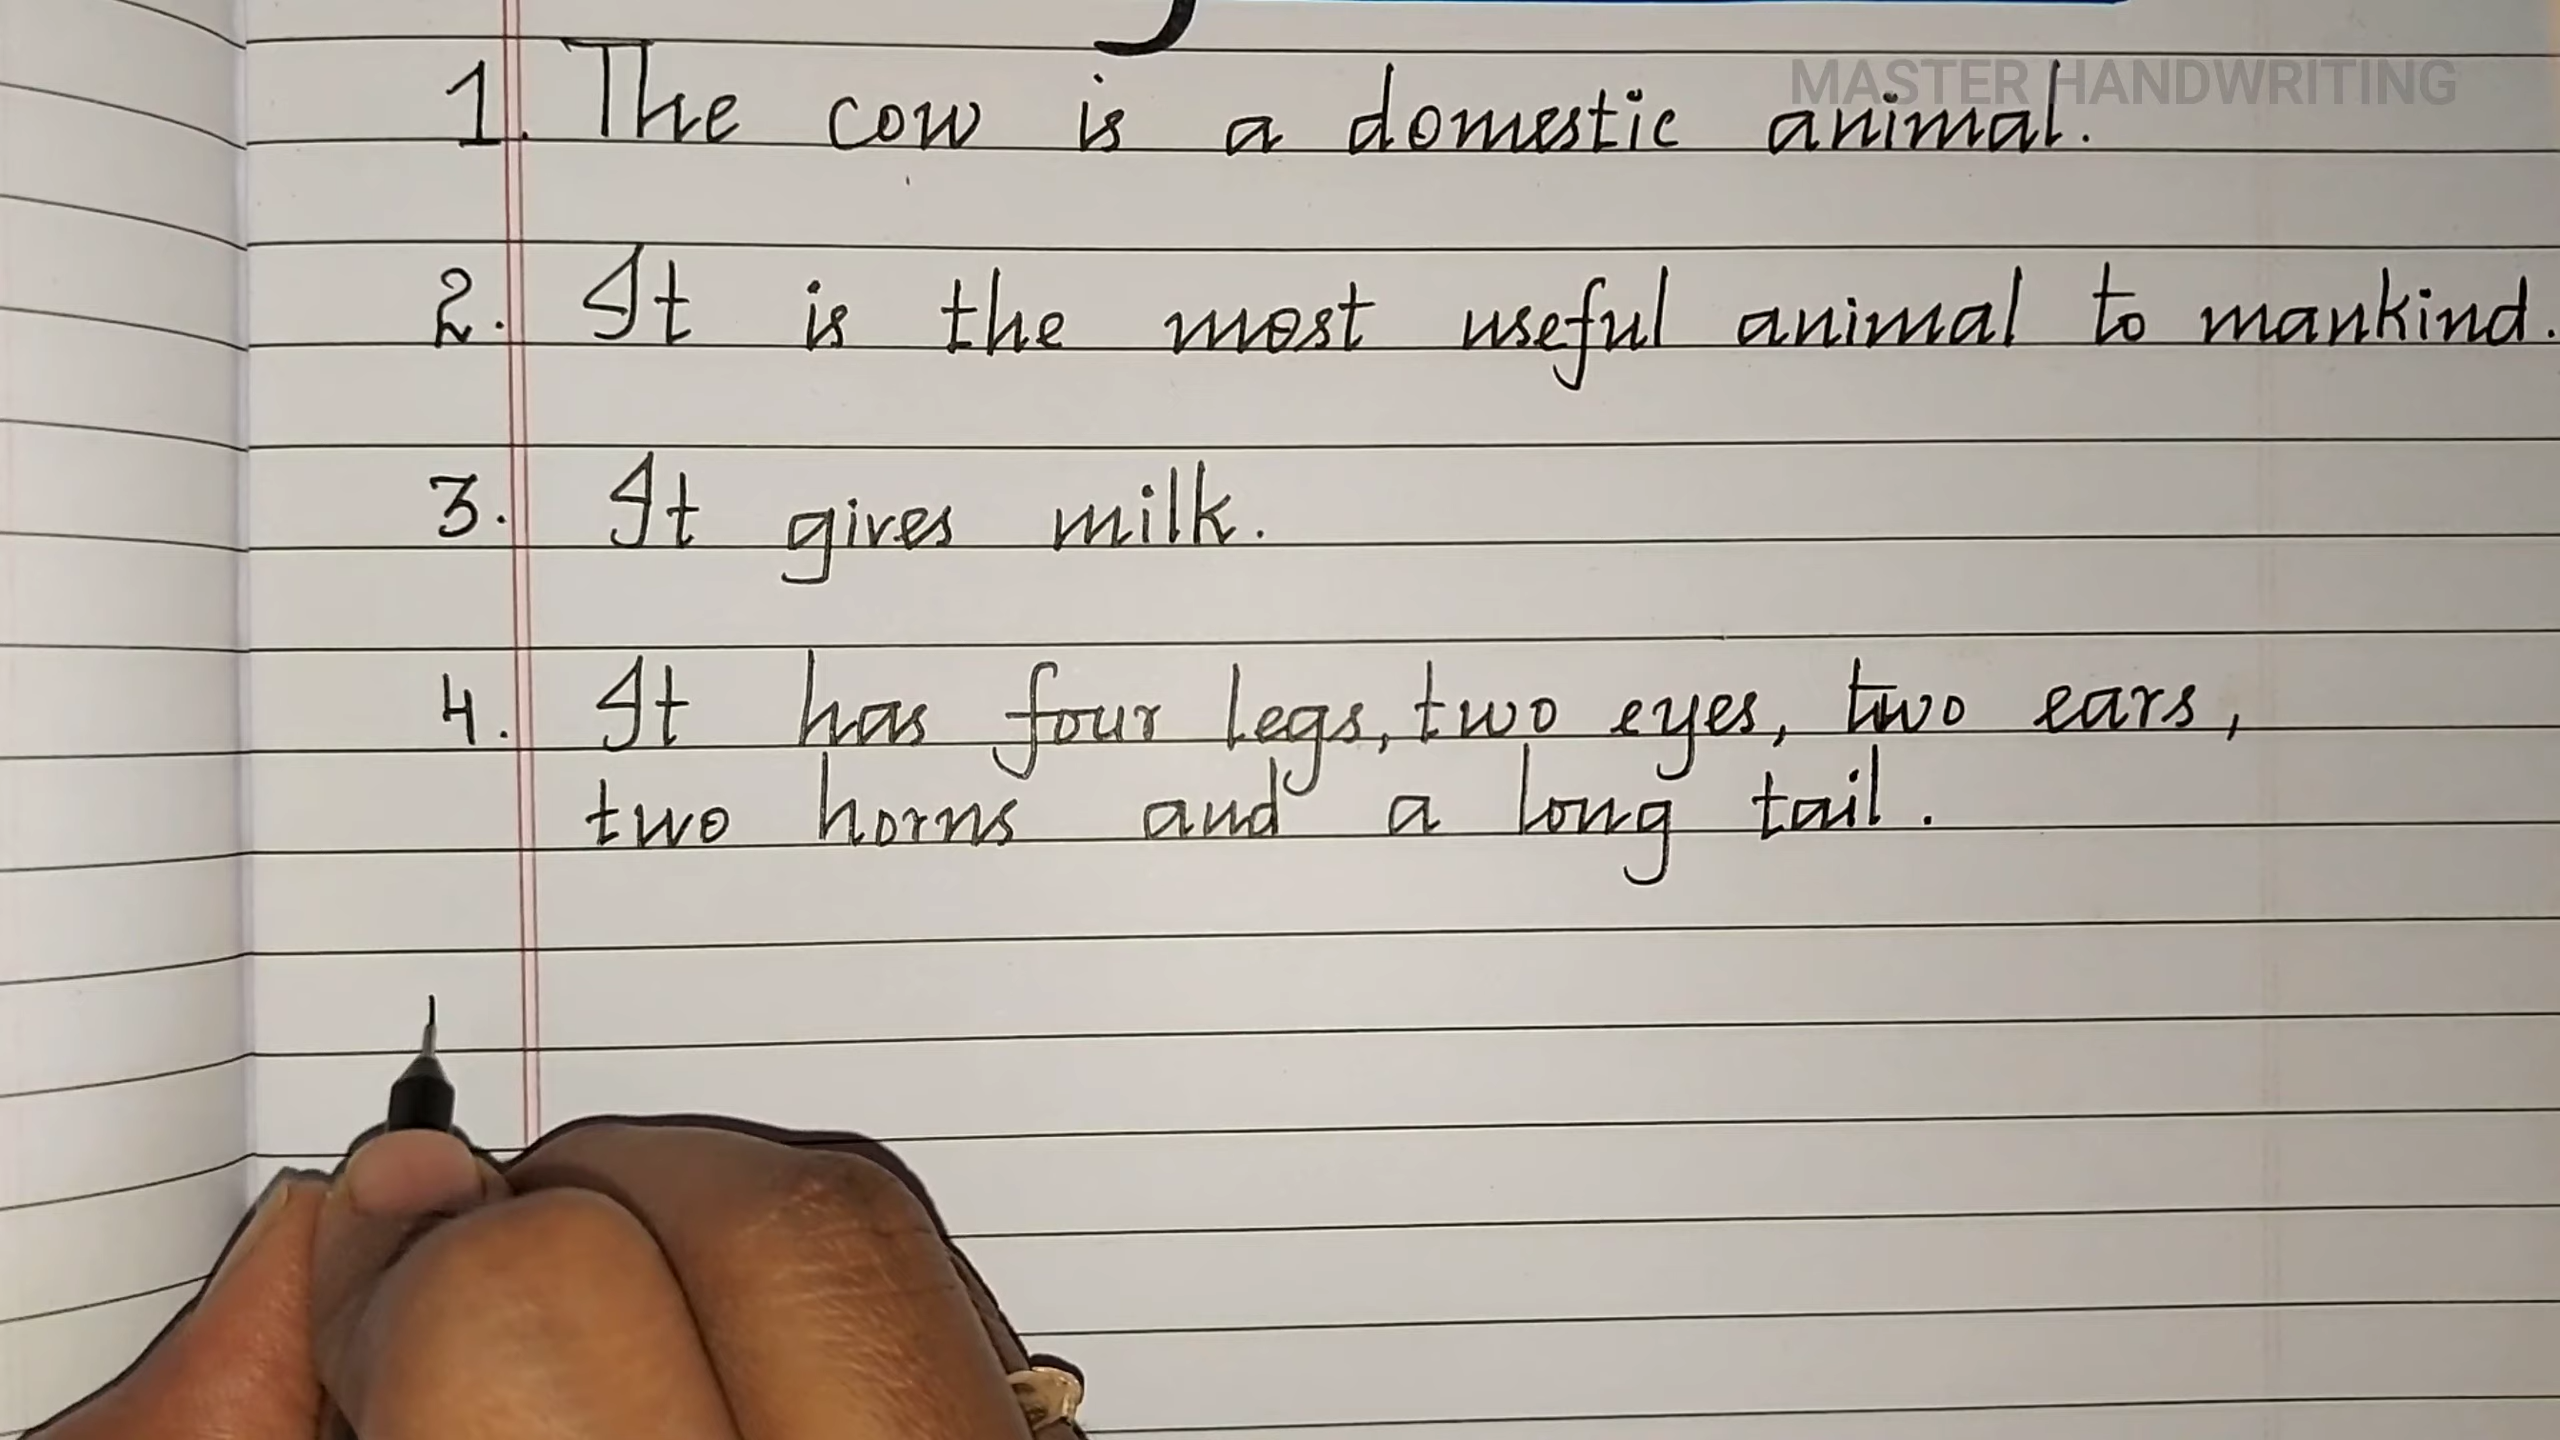 MASTER HANDWRITING
1. The cow is a domestic animal.
2. It is the most useful animal to mankind.
3. It gives milk.
4. It has four legs, two eyes, two ears,
two horns and a long tail.